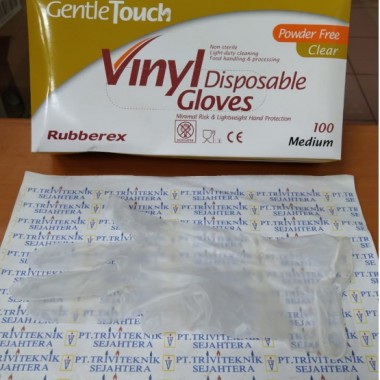 GentleTouch
Powder Free
Clear
Non-sterile
Light-duty cleaning
Food handling & processing
Vinyl Disposable
Gloves
Minimal Risk & Lightweight Hand Protection
Rubberex
CE
100
Medium
PT.TRIVITEKNIK
SEJAHTERA